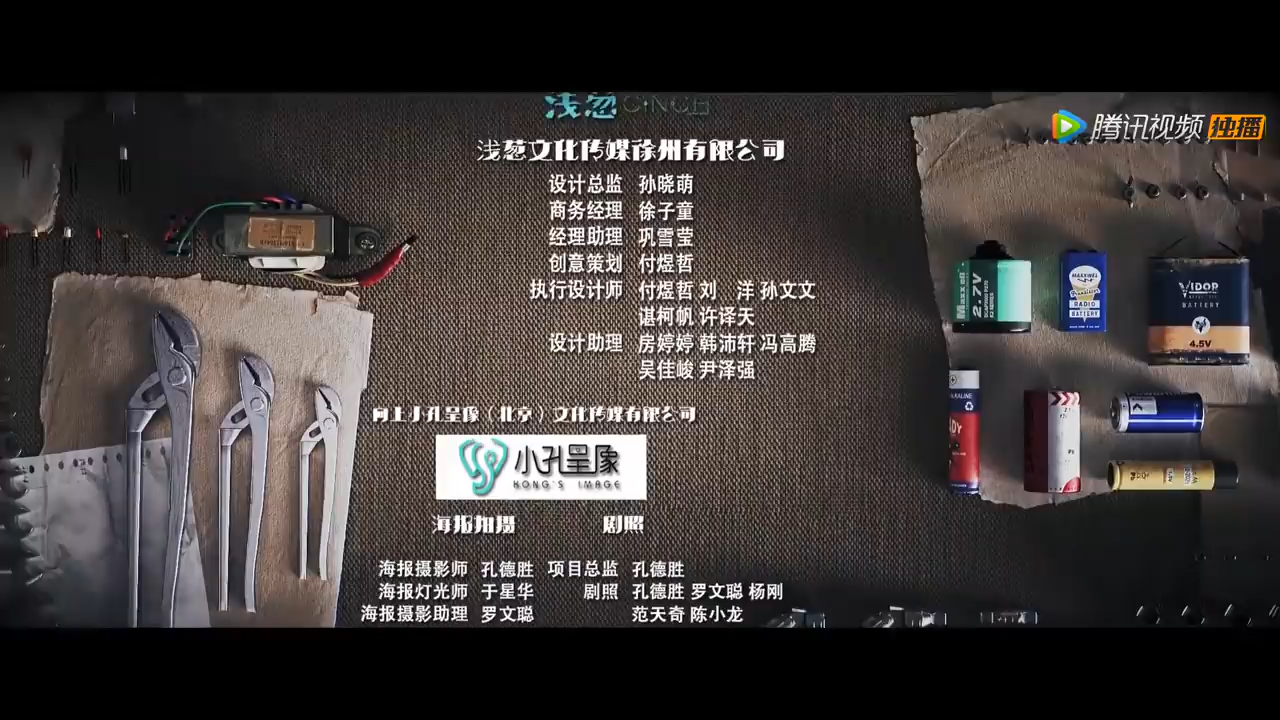 浅葱
腾讯视频 独播
浅葱文化传媒徐州有限公司
设计总监 孙晓萌
商务经理 徐子童
经理助理 巩雪莹
创意策划 付煜哲
执行设计师 付煜哲 刘 洋 孙文文
谌柯帆 许译天
设计助理 房婷婷 韩沛轩 冯高腾
吴佳峻 尹泽强
向上小孔呈像（北京）文化传媒有限公司
小孔呈像
KONG'S IMAGE
海报拍摄 剧照
海报摄影师 孔德胜 项目总监 孔德胜
海报灯光师 于星华 剧照 孔德胜 罗文聪 杨刚
海报摄影助理 罗文聪 范天奇 陈小龙
2.7V
RADIO
BATTERY
VIDOR
BATTERY
4.5V